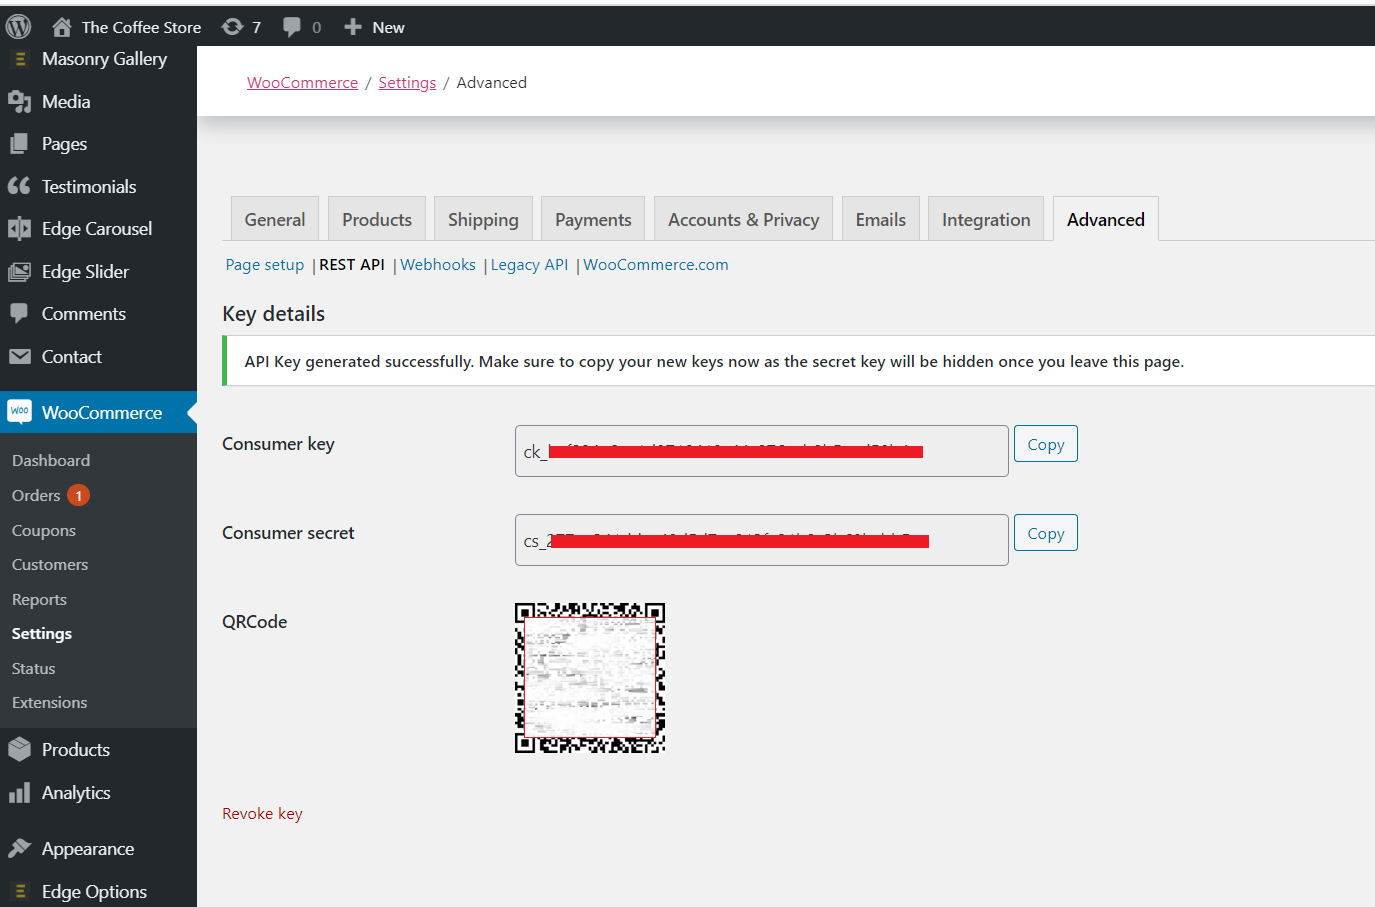 The Coffee Store 7 0 New
Masonry Gallery
Media
Pages
Testimonials
Edge Carousel
Edge Slider
Comments
Contact
WooCommerce
Dashboard
Orders 1
Coupons
Customers
Reports
Settings
Status
Extensions
Products
Analytics
Appearance
Edge Options
WooCommerce / Settings / Advanced
General Products Shipping Payments Accounts & Privacy Emails Integration Advanced
Page setup | REST API | Webhooks | Legacy API | WooCommerce.com
Key details
API Key generated successfully. Make sure to copy your new keys now as the secret key will be hidden once you leave this page.
Consumer key ck_ Copy
Consumer secret cs_ Copy
QRCode
Revoke key